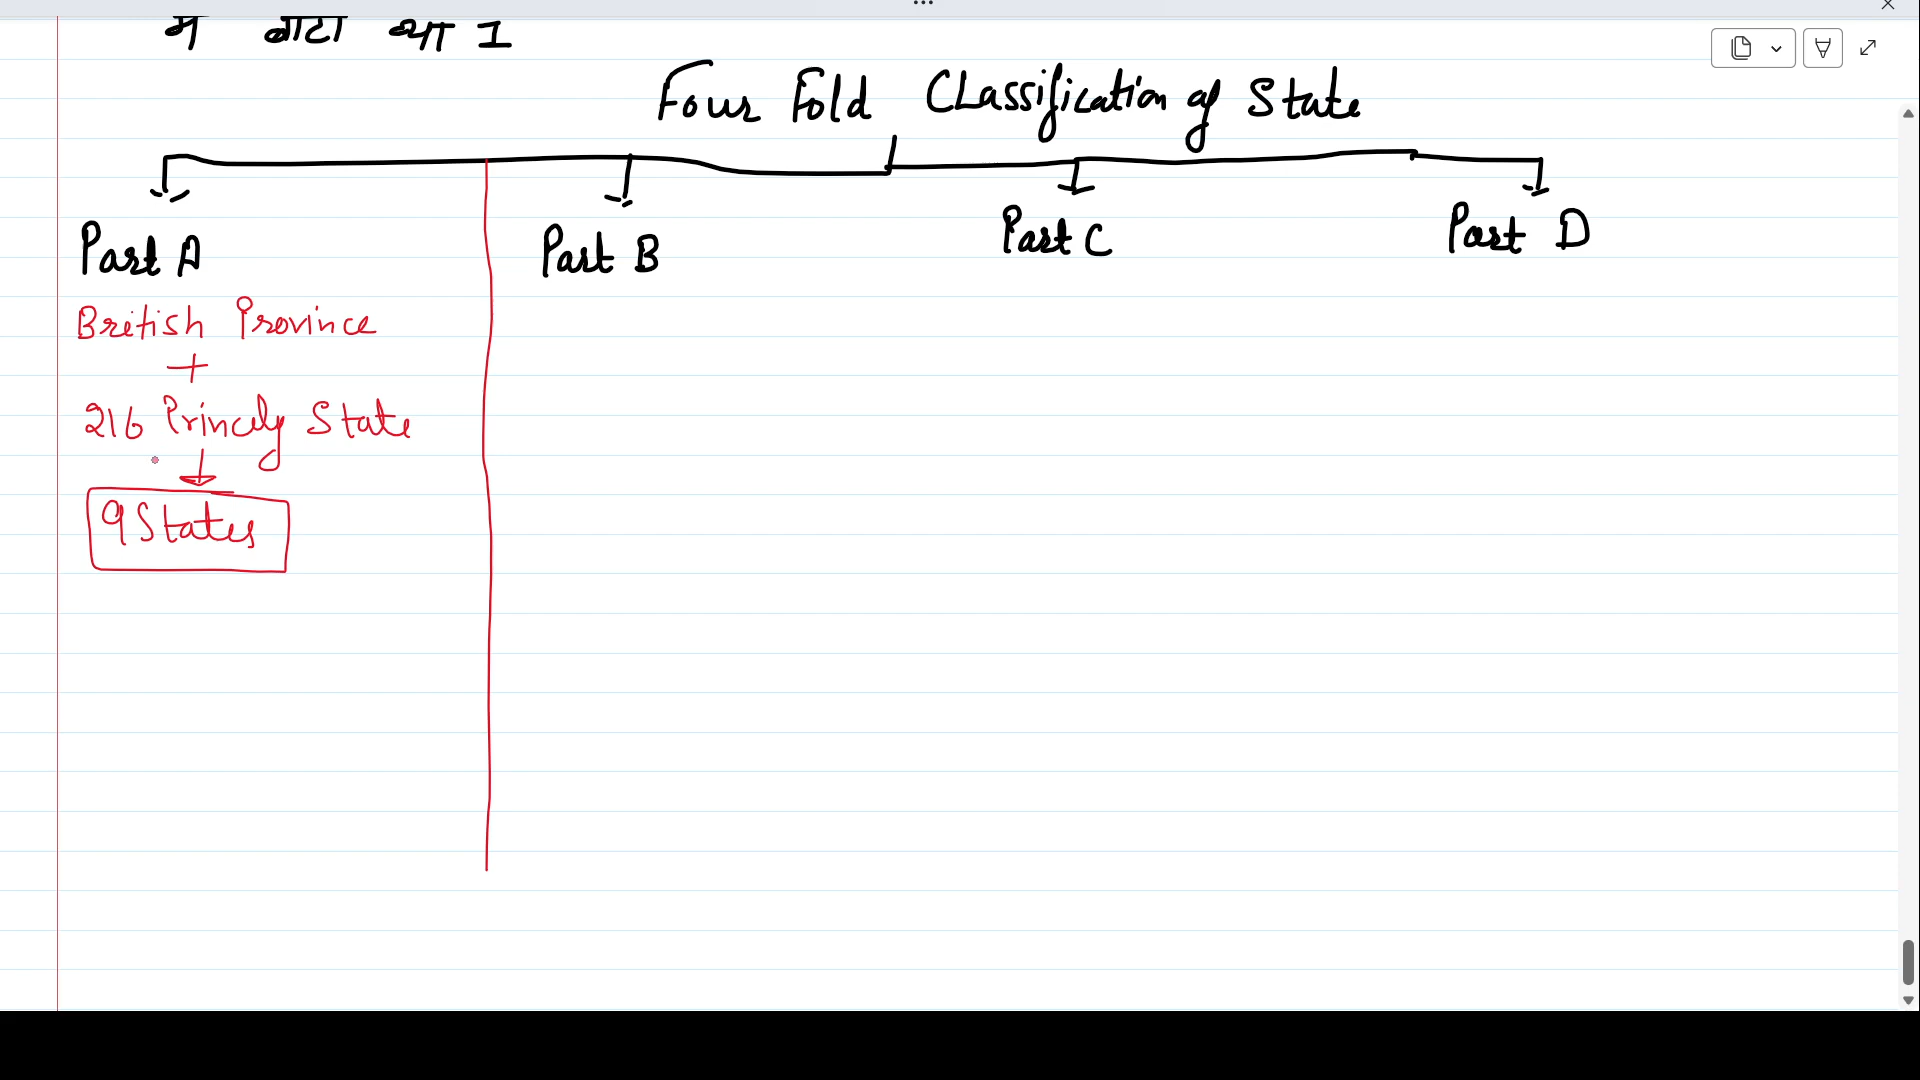 में बाटा था I
Four Fold Classification of State
Part A
Part B
Part C
Part D
British Province
+
216 Princely State
9 States